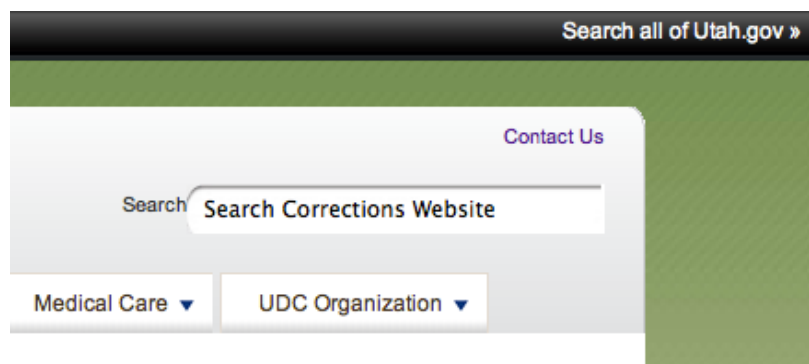 Search all of Utah.gov »
Contact Us
Search Search Corrections Website
Medical Care ▼ UDC Organization ▼